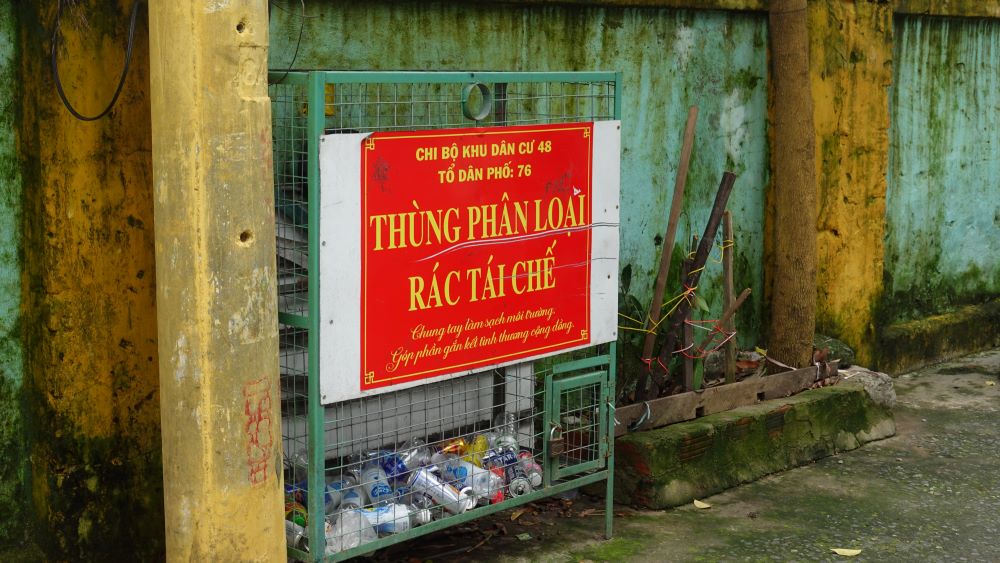 CHI BỘ KHU DÂN CƯ 48
TỔ DÂN PHỐ: 76
THÙNG PHÂN LOẠI
RÁC TÁI CHẾ
Chung tay làm sạch môi trường.
Góp phần gắn kết tình thương cộng đồng.